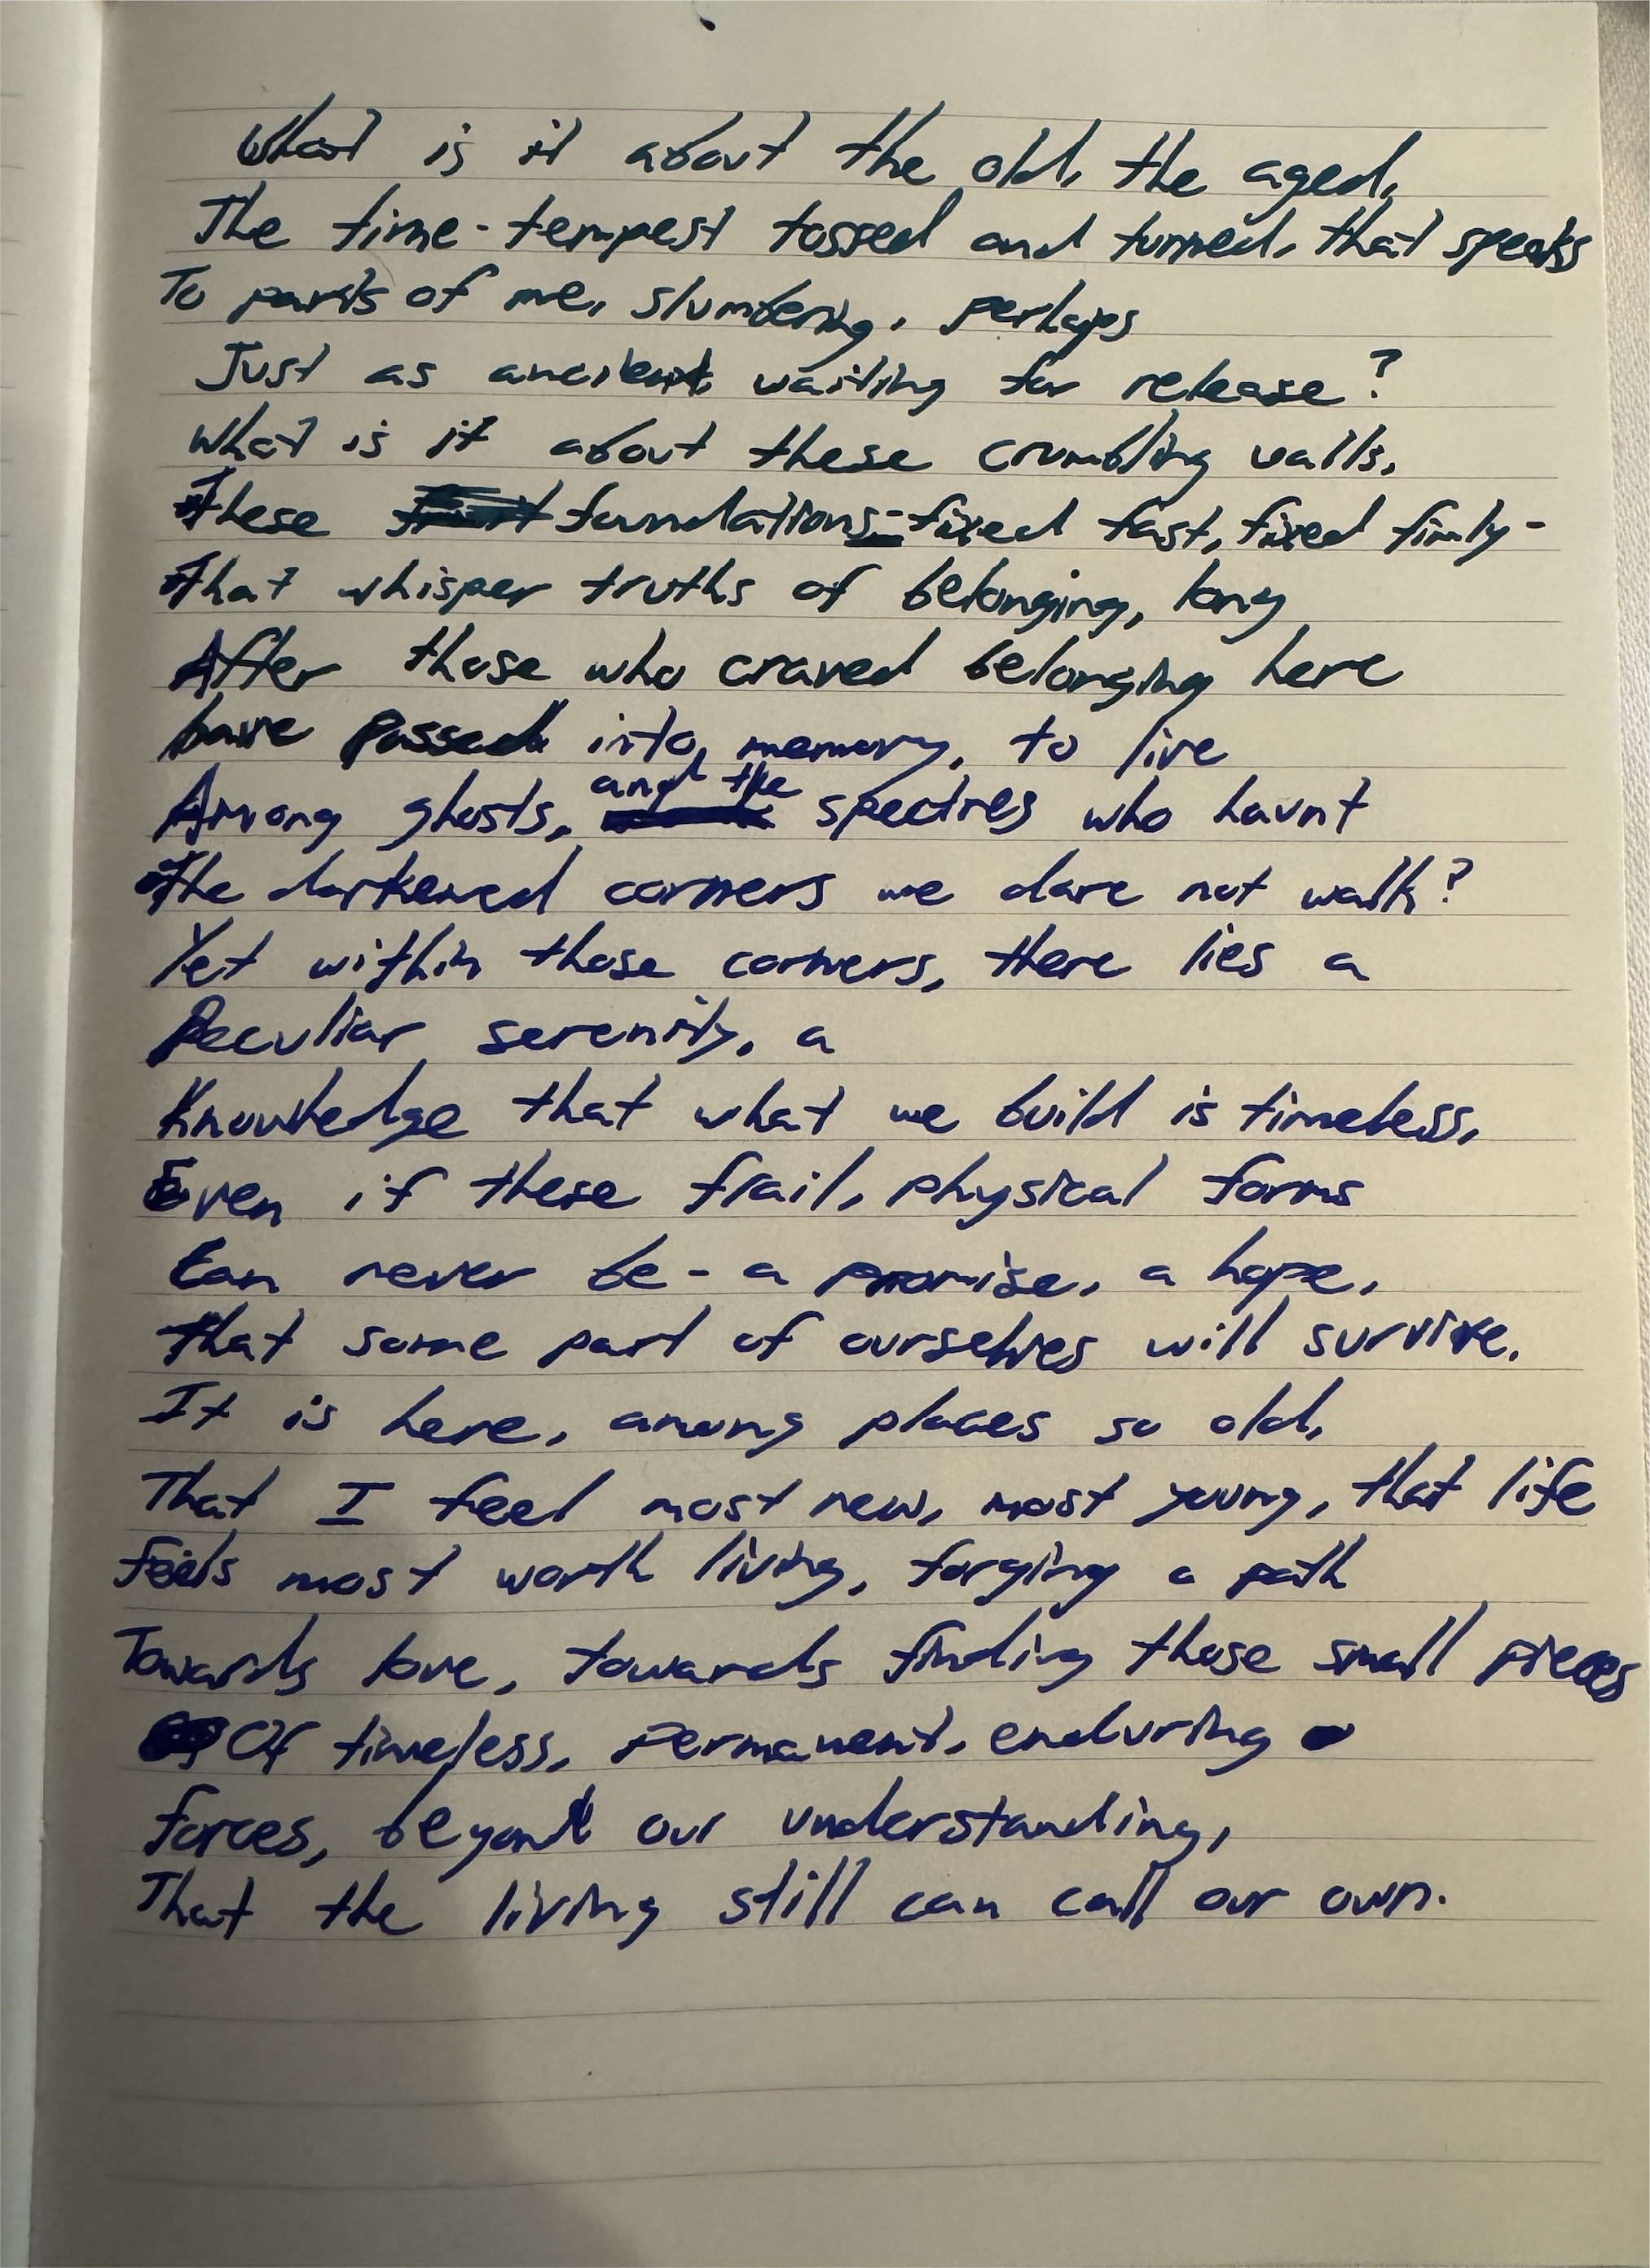 What is it about the old, the aged,
The time-tempest tossed and turned, that speaks
To parts of me, slumbering, perhaps
Just as ancient, waiting for release?
What is it about these crumbling walls,
These foundations-fixed fast, fixed firmly-
That whisper truths of belonging, long
After those who craved belonging here
have passed into memory, to live
Among ghosts, and the spectres who haunt
The darkened corners we dare not walk?
Yet within those corners, there lies a
Peculiar serenity, a
Knowledge that what we build is timeless,
Even if these frail, physical forms
Can never be - a promise, a hope,
That some part of ourselves will survive.
It is here, among places so old,
That I feel most new, most young, that life
Feels most worth living, forging a path
Towards love, towards finding those small pieces
Of timeless, permanent, enduring
forces, beyond our understanding,
That the living still can call our own.